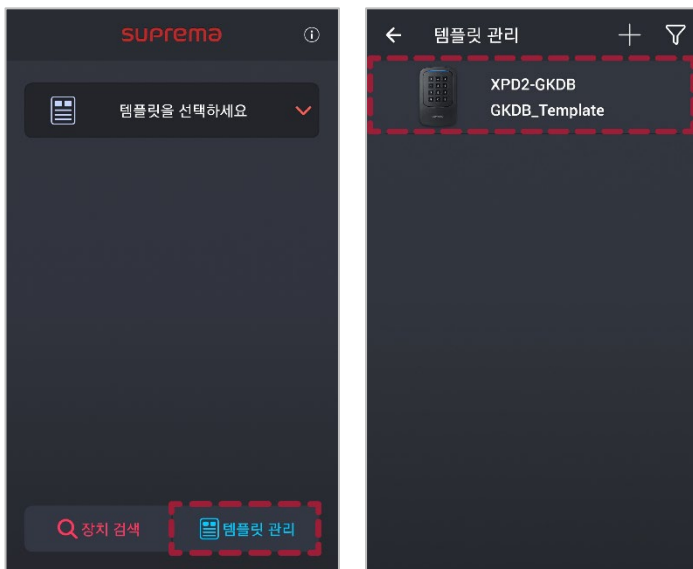 suprema
템플릿을 선택하세요
장치 검색
템플릿 관리
템플릿 관리
XPD2-GKDB
GKDB_Template